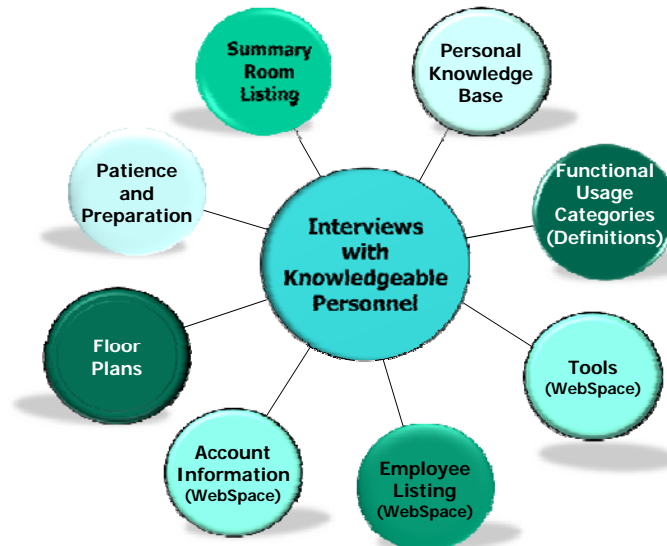 Summary
Room
Listing
Personal
Knowledge
Base
Patience
and
Preparation
Functional
Usage
Categories
(Definitions)
Interviews
with
Knowledgeable
Personnel
Floor
Plans
Tools
(WebSpace)
Account
Information
(WebSpace)
Employee
Listing
(WebSpace)